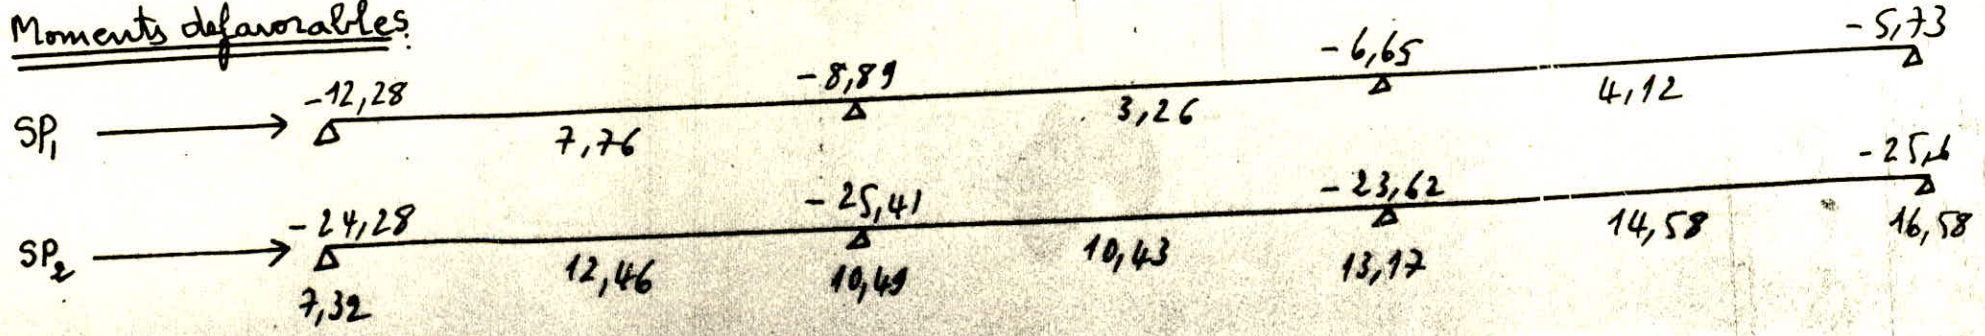 Moments defavorables.
-12,28 -8,89 -6,65 -5,73
SP1
7,76 3,26 4,12
-24,28 -25,41 -23,62 -25,6
SP2
12,46 10,43 14,58
7,32 10,49 13,17 16,58